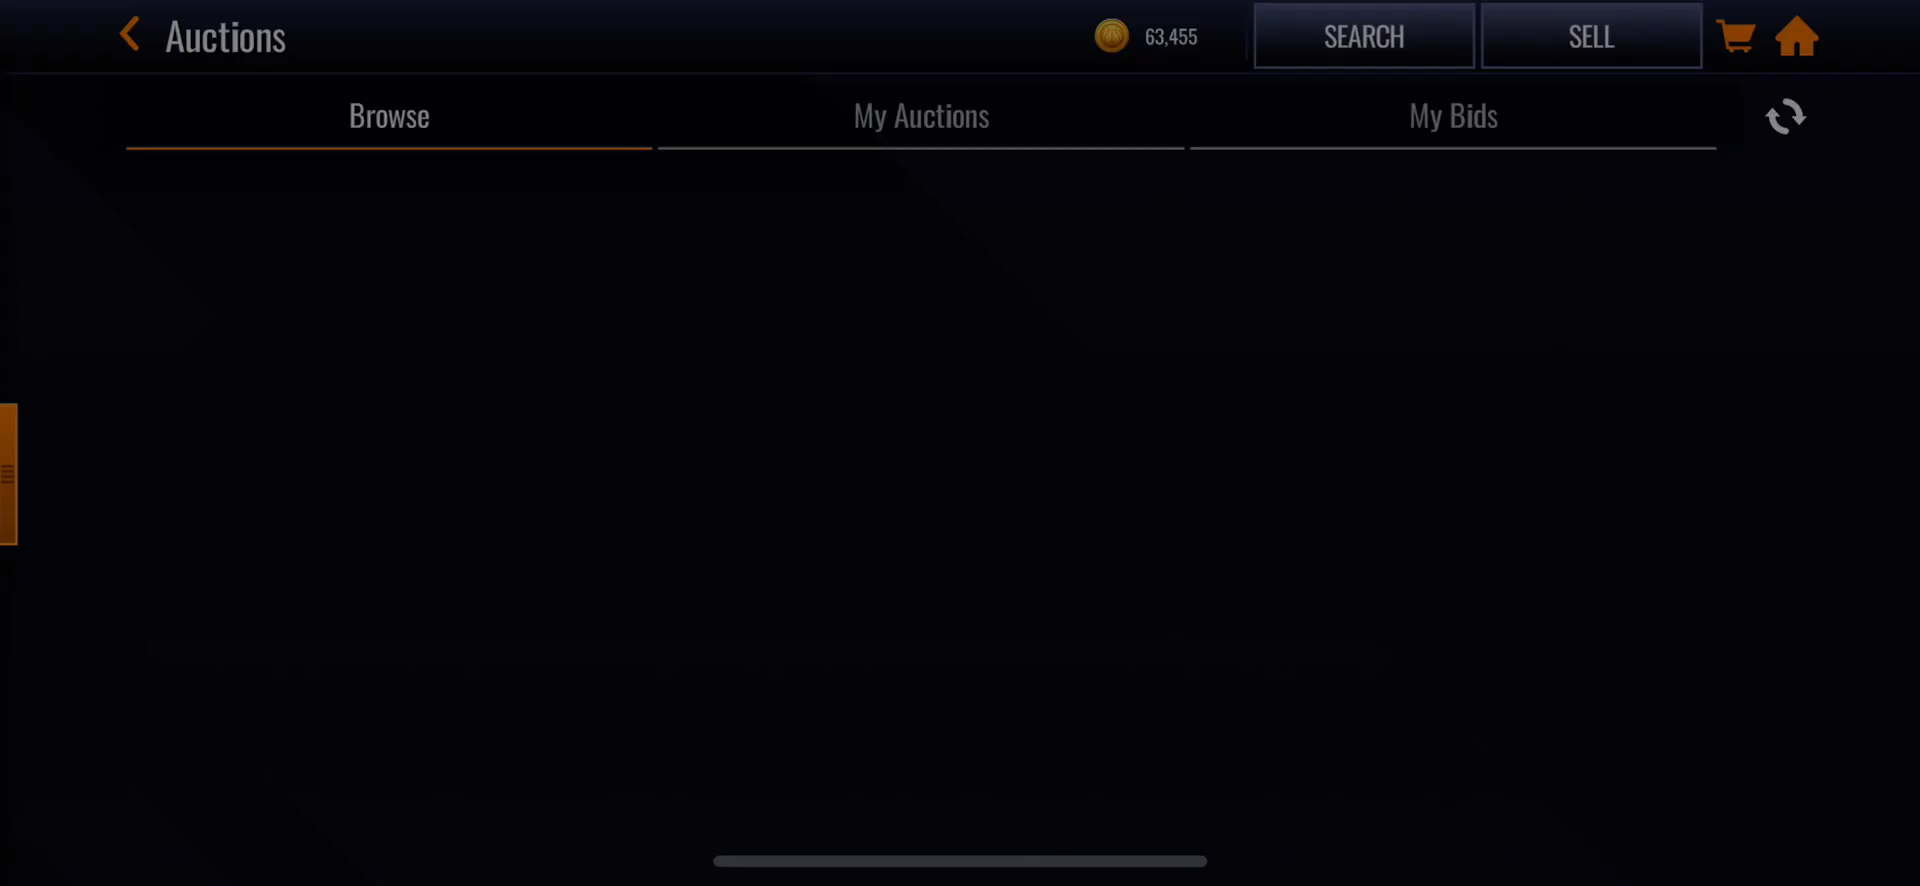 Auctions
63,455
SEARCH
SELL
Browse
My Auctions
My Bids